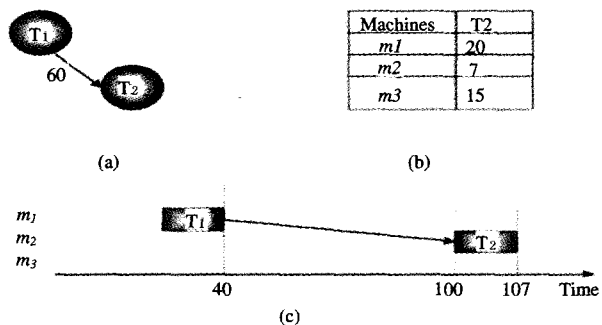 T1
60
T2
Machines T2
m1 20
m2 7
m3 15
(a)
(b)
m1
T1
m2
T2
m3
40 100 107 Time
(c)